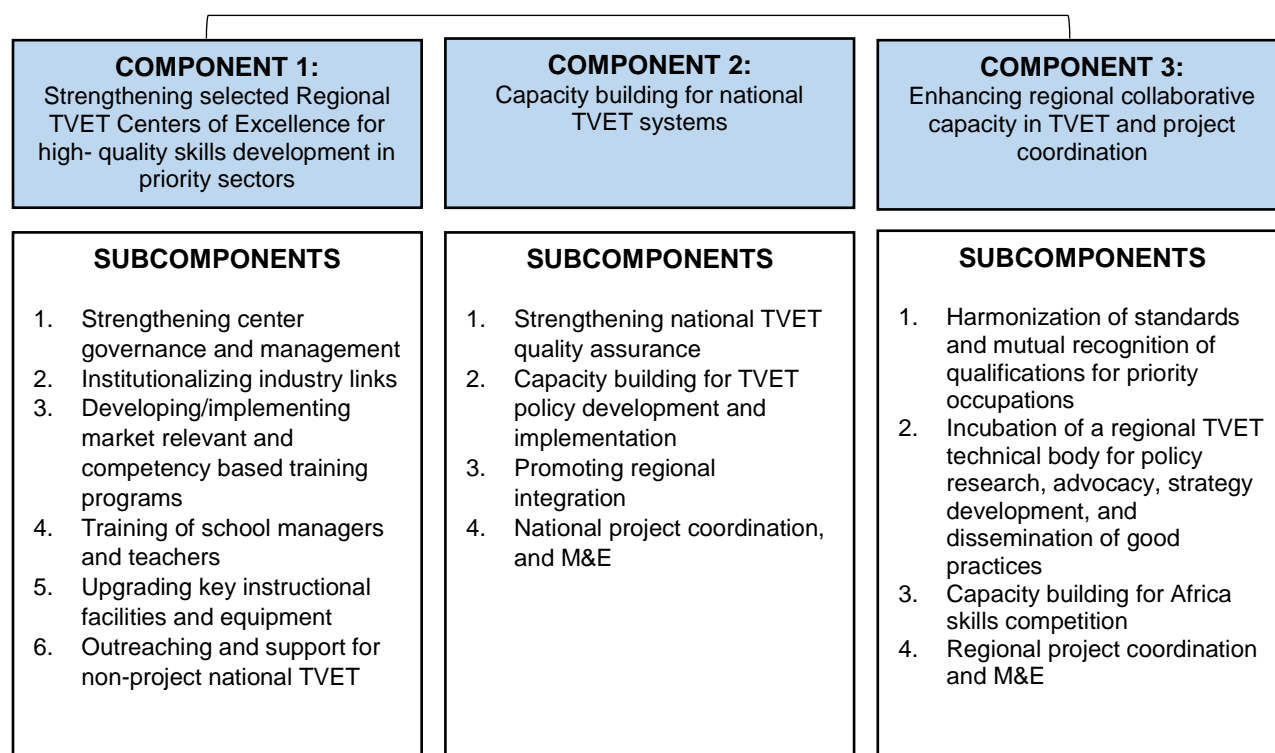 COMPONENT 1:
Strengthening selected Regional
TVET Centers of Excellence for
high- quality skills development in
priority sectors
COMPONENT 2:
Capacity building for national
TVET systems
COMPONENT 3:
Enhancing regional collaborative
capacity in TVET and project
coordination
SUBCOMPONENTS
1. Strengthening center
governance and management
2. Institutionalizing industry links
3. Developing/implementing
market relevant and
competency based training
programs
4. Training of school managers
and teachers
5. Upgrading key instructional
facilities and equipment
6. Outreaching and support for
non-project national TVET
SUBCOMPONENTS
1. Strengthening national TVET
quality assurance
2. Capacity building for TVET
policy development and
implementation
3. Promoting regional
integration
4. National project coordination,
and M&E
SUBCOMPONENTS
1. Harmonization of standards
and mutual recognition of
qualifications for priority
occupations
2. Incubation of a regional TVET
technical body for policy
research, advocacy, strategy
development, and
dissemination of good
practices
3. Capacity building for Africa
skills competition
4. Regional project coordination
and M&E